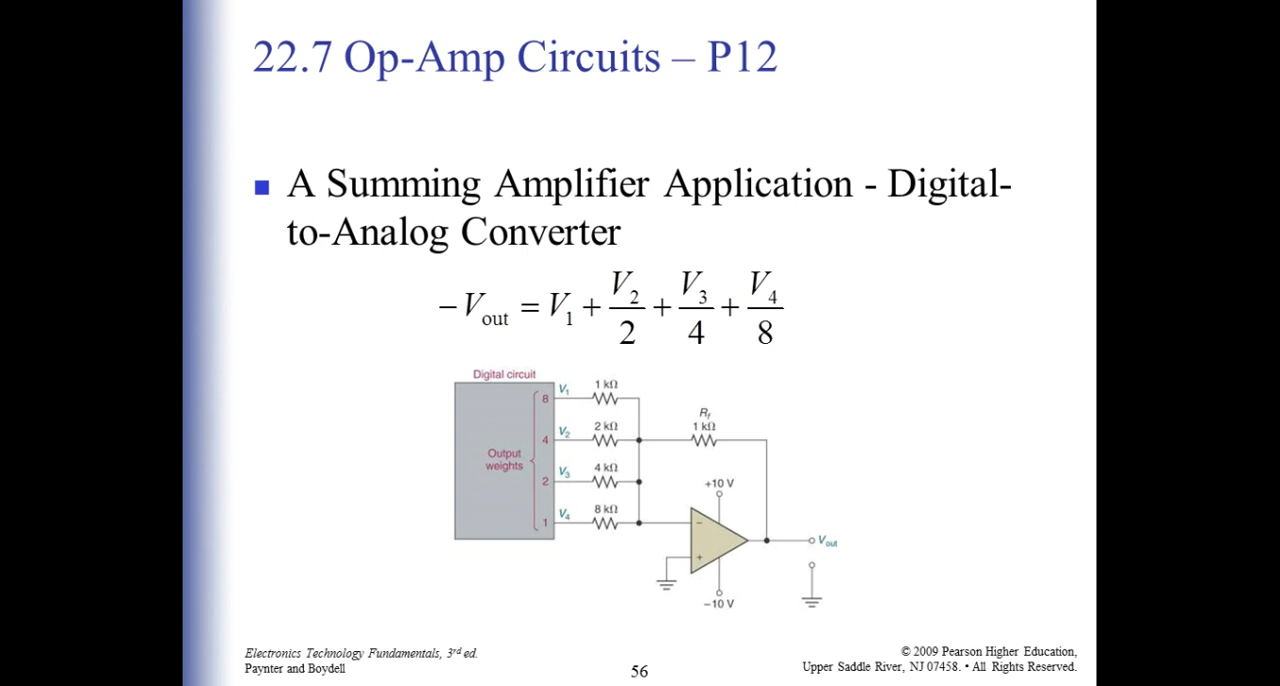 22.7 Op-Amp Circuits – P12
A Summing Amplifier Application - Digital-
to-Analog Converter
−Vout = V1 + V2/2 + V3/4 + V4/8
Digital circuit
V1
8
1 kΩ
Rf
1 kΩ
V2
4
2 kΩ
Output
weights
V3
2
4 kΩ
+10 V
V4
1
8 kΩ
−
+
Vout
−10 V
Electronics Technology Fundamentals, 3rd ed.
Paynter and Boydell
56
© 2009 Pearson Higher Education,
Upper Saddle River, NJ 07458. • All Rights Reserved.